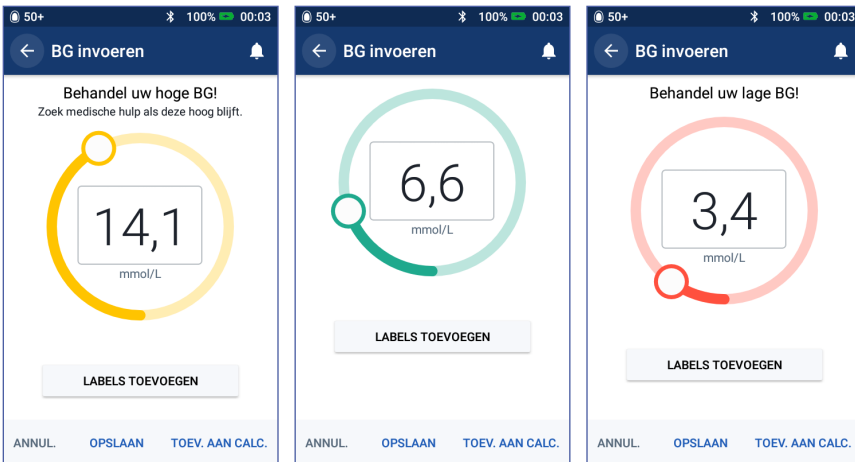 50+ 100% 00:03
BG invoeren
Behandel uw hoge BG!
Zoek medische hulp als deze hoog blijft.
14,1
mmol/L
LABELS TOEVOEGEN
ANNUL. OPSLAAN TOEV. AAN CALC.
50+ 100% 00:03
BG invoeren
6,6
mmol/L
LABELS TOEVOEGEN
ANNUL. OPSLAAN TOEV. AAN CALC.
50+ 100% 00:03
BG invoeren
Behandel uw lage BG!
3,4
mmol/L
LABELS TOEVOEGEN
ANNUL. OPSLAAN TOEV. AAN CALC.